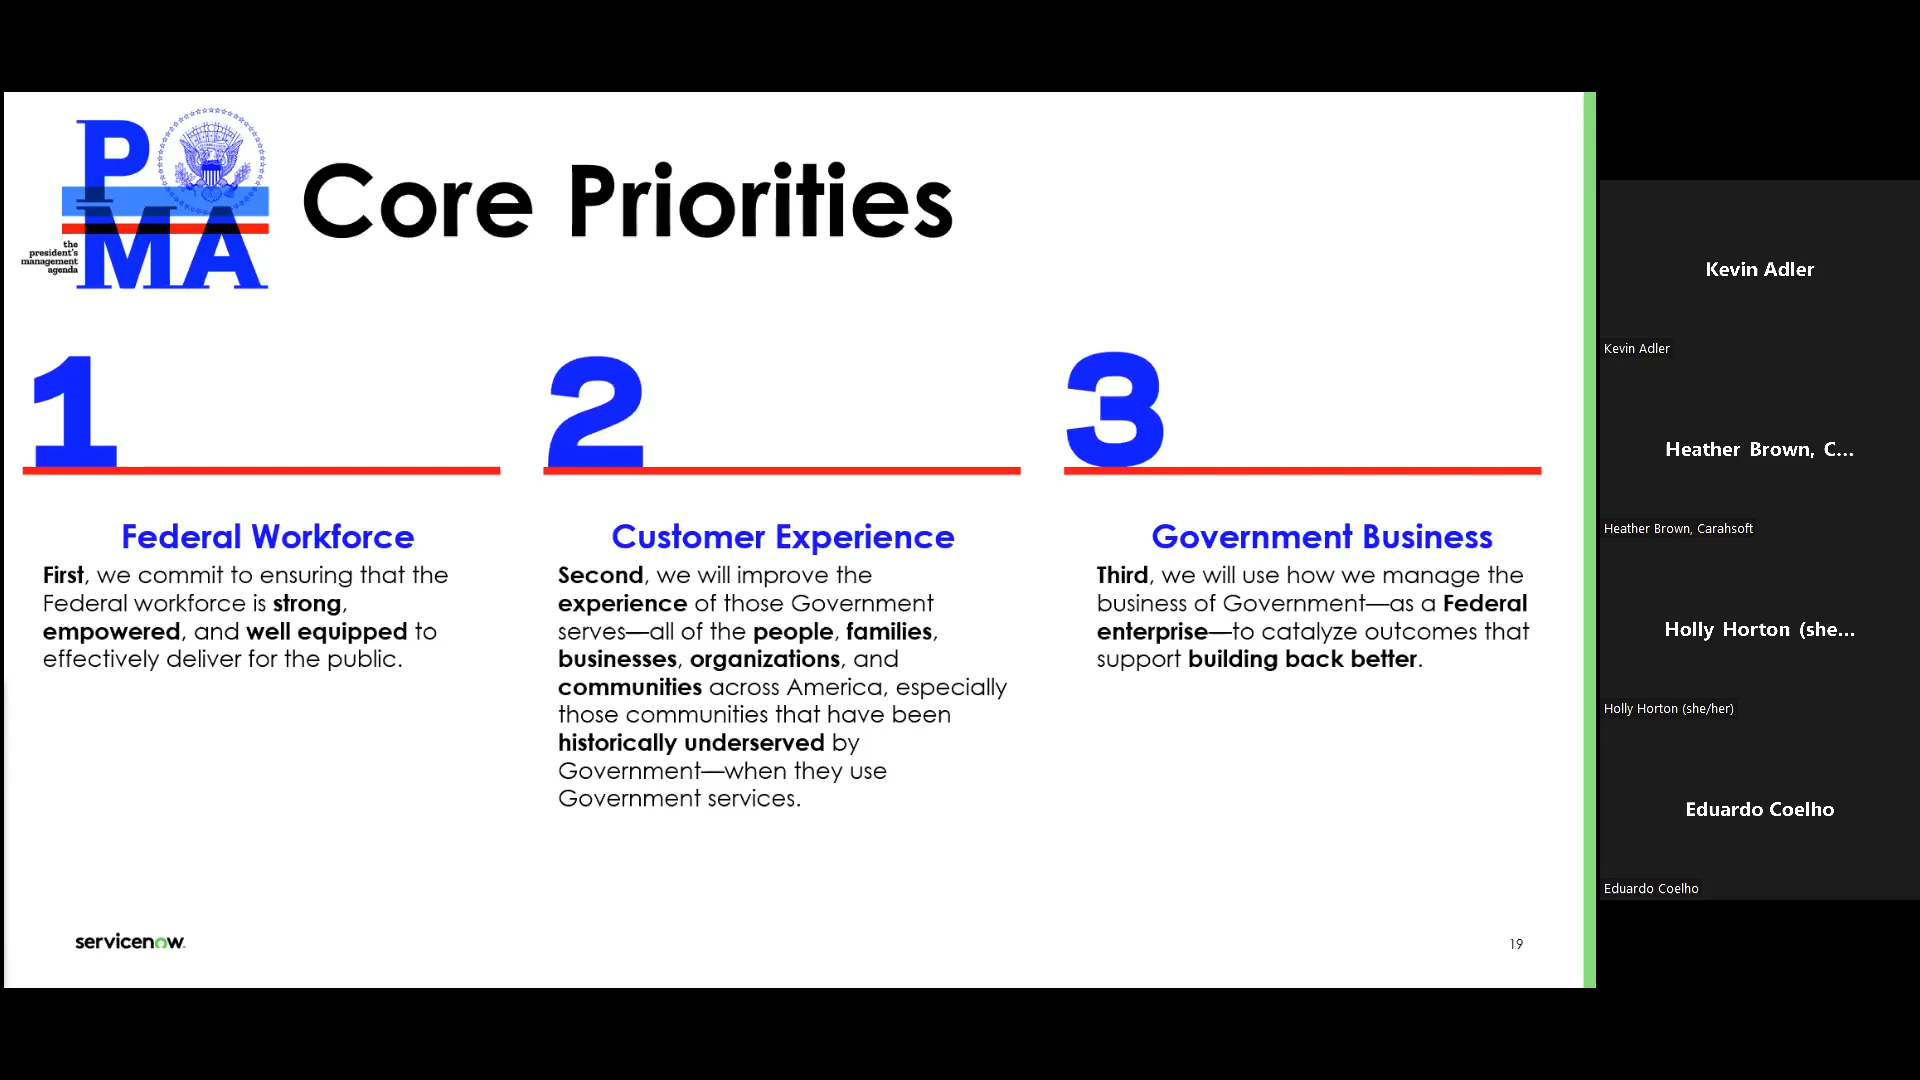 P
MA
the
president's
management
agenda
Core Priorities
1
Federal Workforce
First, we commit to ensuring that the
Federal workforce is strong,
empowered, and well equipped to
effectively deliver for the public.
2
Customer Experience
Second, we will improve the
experience of those Government
serves—all of the people, families,
businesses, organizations, and
communities across America, especially
those communities that have been
historically underserved by
Government—when they use
Government services.
3
Government Business
Third, we will use how we manage the
business of Government—as a Federal
enterprise—to catalyze outcomes that
support building back better.
servicenow
19
Kevin Adler
Kevin Adler
Heather Brown, C...
Heather Brown, Carahsoft
Holly Horton (she...
Holly Horton (she/her)
Eduardo Coelho
Eduardo Coelho